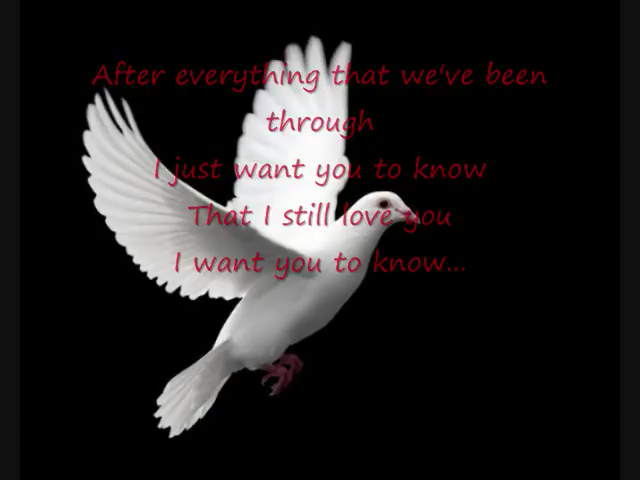 After everything that we've been
through
I just want you to know
That I still love you
I want you to know...